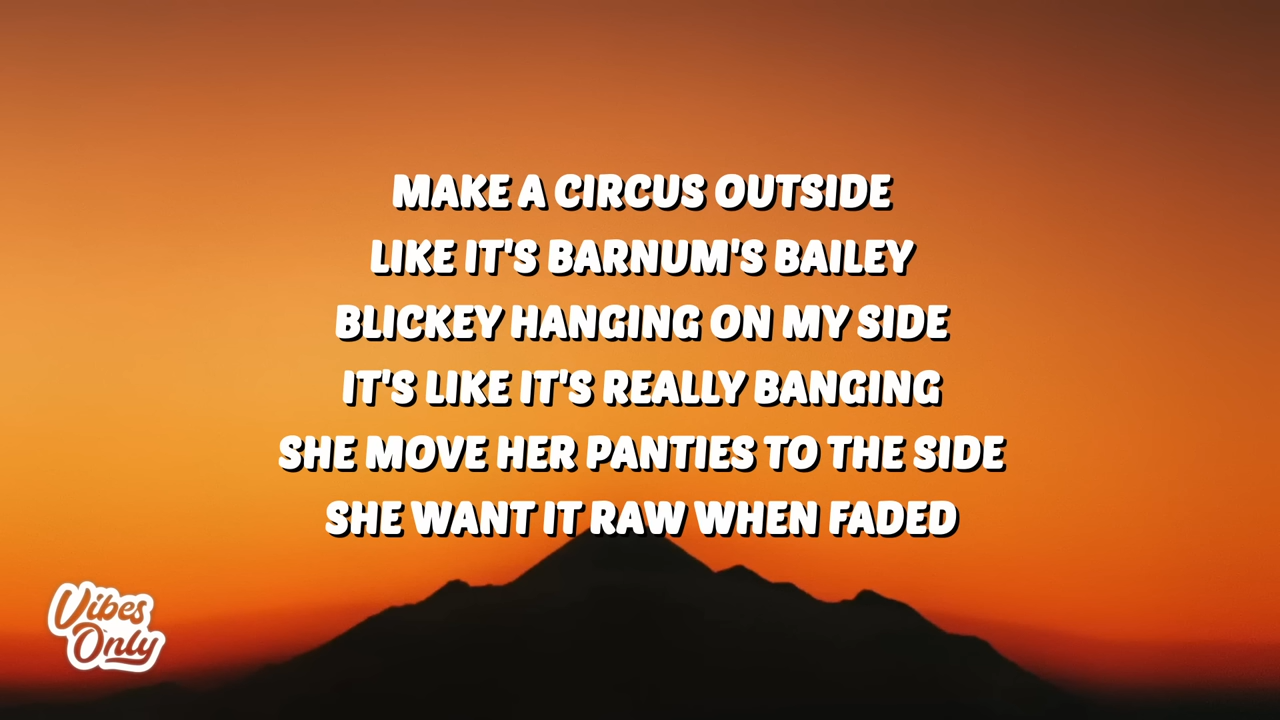 MAKE A CIRCUS OUTSIDE
LIKE IT'S BARNUM'S BAILEY
BLICKEY HANGING ON MY SIDE
IT'S LIKE IT'S REALLY BANGING
SHE MOVE HER PANTIES TO THE SIDE
SHE WANT IT RAW WHEN FADED
Vibes
Only